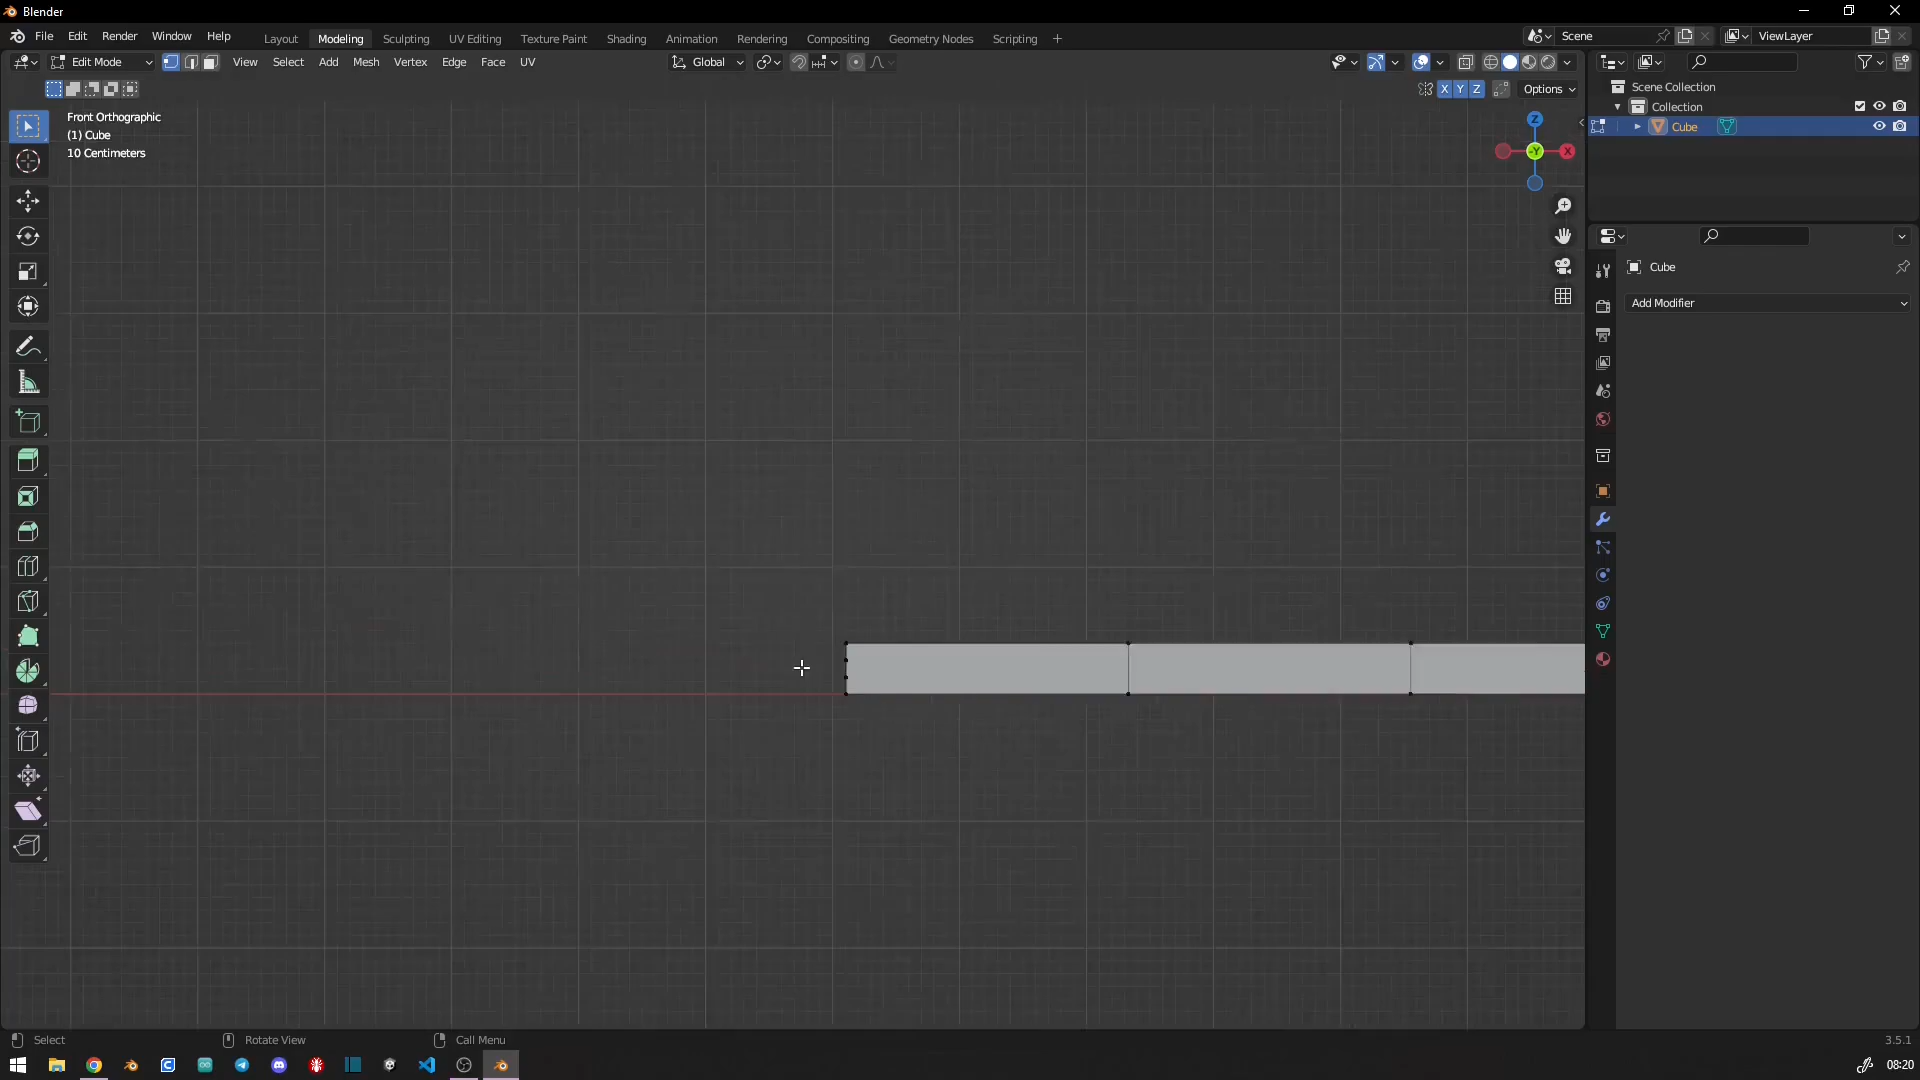 Blender
File Edit Render Window Help
Layout Modeling Sculpting UV Editing Texture Paint Shading Animation Rendering Compositing Geometry Nodes Scripting +
Scene
ViewLayer
Edit Mode View Select Add Mesh Vertex Edge Face UV
Global
X Y Z Options
Front Orthographic
(1) Cube
10 Centimeters
Z
-Y
X
Scene Collection
Collection
Cube
Cube
Add Modifier
Select
Rotate View
Call Menu
3.5.1
08:20